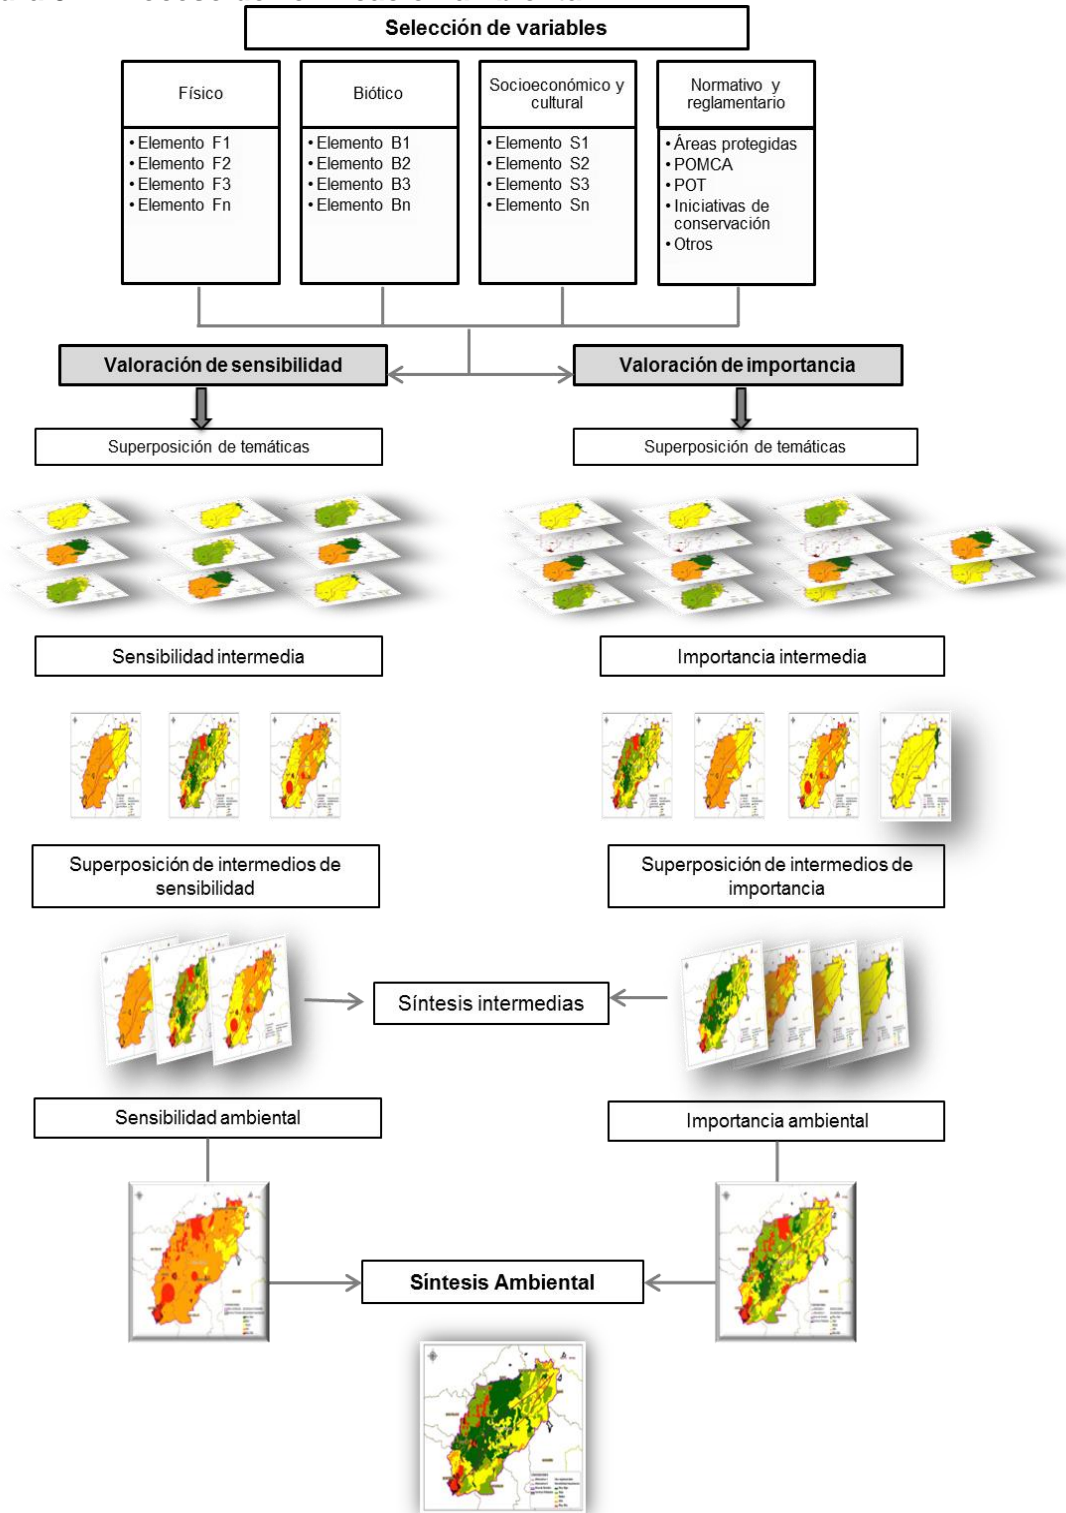 Selección de variables
Físico
Biótico
Socioeconómico y
cultural
Normativo y
reglamentario
• Elemento F1
• Elemento F2
• Elemento F3
• Elemento Fn
• Elemento B1
• Elemento B2
• Elemento B3
• Elemento Bn
• Elemento S1
• Elemento S2
• Elemento S3
• Elemento Sn
• Áreas protegidas
• POMCA
• POT
• Iniciativas de
conservación
• Otros
Valoración de sensibilidad
Valoración de importancia
Superposición de temáticas
Superposición de temáticas
Sensibilidad intermedia
Importancia intermedia
Superposición de intermedios de
sensibilidad
Superposición de intermedios de
importancia
Síntesis intermedias
Sensibilidad ambiental
Importancia ambiental
Síntesis Ambiental